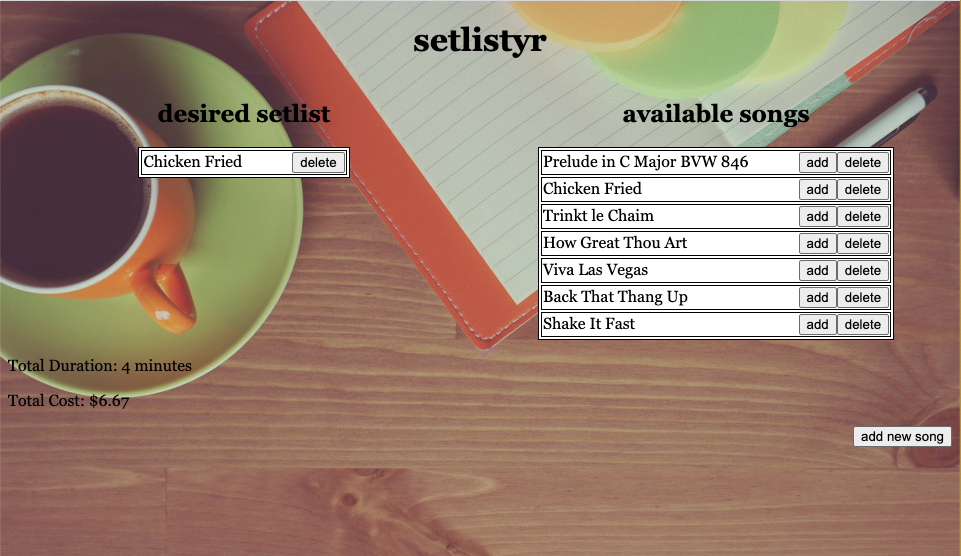 setlistyr
desired setlist
Chicken Fried delete
available songs
Prelude in C Major BVW 846 add delete
Chicken Fried add delete
Trinkt le Chaim add delete
How Great Thou Art add delete
Viva Las Vegas add delete
Back That Thang Up add delete
Shake It Fast add delete
Total Duration: 4 minutes
Total Cost: $6.67
add new song